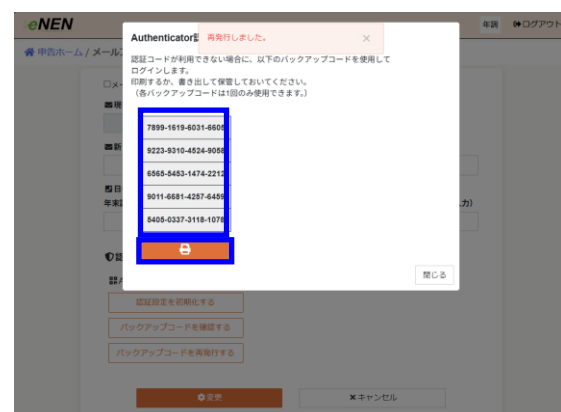 eNEN
年調 ログアウト
申告ホーム / メール
Authenticator
再発行しました。 ×
認証コードが利用できない場合に、以下のバックアップコードを使用して
ログインします。
印刷するか、書き出して保管しておいてください。
（各バックアップコードは1回のみ使用できます。）
7899-1619-6031-6605
9223-9310-4524-9058
6565-5453-1474-2212
9011-6681-4257-6459
5405-0337-3118-1078
閉じる
□メー
現
新
日
年末
力）
認
認証設定を初期化する
バックアップコードを確認する
バックアップコードを再発行する
変更
×キャンセル